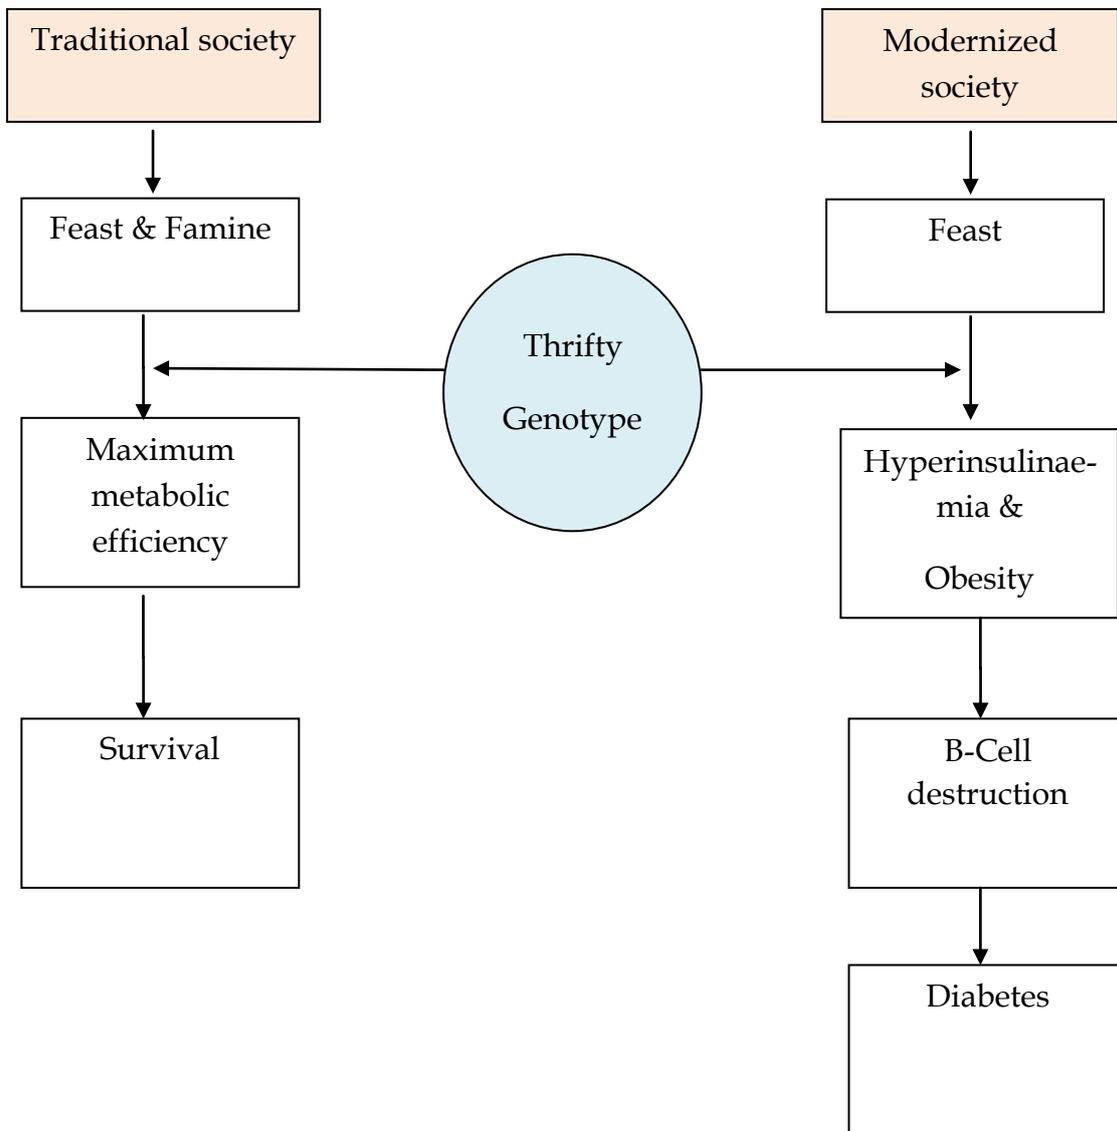 Traditional society
Modernized
society
Feast & Famine
Feast
Thrifty
Genotype
Maximum
metabolic
efficiency
Hyperinsulinae-
mia &
Obesity
Survival
B-Cell
destruction
Diabetes